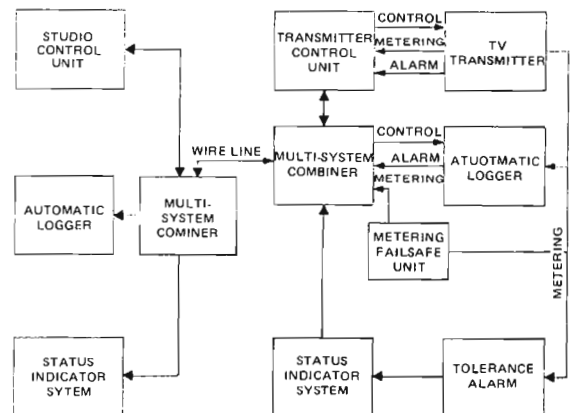 STUDIO
CONTROL
UNIT
TRANSMITTER
CONTROL
UNIT
CONTROL
METERING
ALARM
TV
TRANSMITTER
WIRE LINE
MULTI-SYSTEM
COMBINER
CONTROL
ALARM
METERING
ATUOTMATIC
LOGGER
AUTOMATIC
LOGGER
MULTI-
SYSTEM
COMINER
METERING
FAILSAFE
UNIT
METERING
STATUS
INDICATOR
SYTEM
STATUS
INDICATOR
SYSTEM
TOLERANCE
ALARM